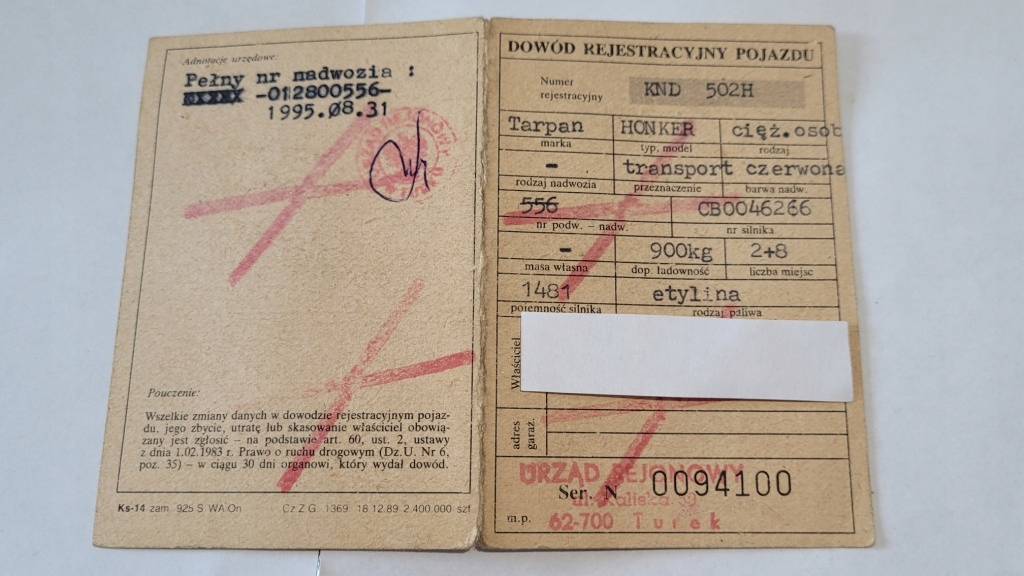 Adnotacje urzędowe:
Pełny nr nadwozia :
-012800556-
1995.08.31
Pouczenie:
Wszelkie zmiany danych w dowodzie rejestracyjnym pojaz-
du, jego zbycie, utratę lub skasowanie właściciel obowią-
zany jest zgłosić – na podstawie art. 60, ust. 2, ustawy
z dnia 1.02.1983 r. Prawo o ruchu drogowym (Dz.U. Nr 6,
poz. 35) – w ciągu 30 dni organowi, który wydał dowód.
Ks-14 zam. 925 S WA On Cz Z G. 1369 18.12.89 2.400.000 szt
DOWÓD REJESTRACYJNY POJAZDU
Numer
rejestracyjny
KND 502H
Tarpan HONKER cięż.osob
marka typ, model rodzaj
- transport czerwona
rodzaj nadwozia przeznaczenie barwa nadw.
556 CB0046266
nr podw. – nadw. nr silnika
- 900kg 2+8
masa własna dop. ładowność liczba miejsc
1481 etylina
pojemność silnika rodzaj paliwa
Właściciel
adres
garaż.
URZĄD REJONOWY
Ser. N 0094100
ul. Kaliska
m.p. 62-700 Turek